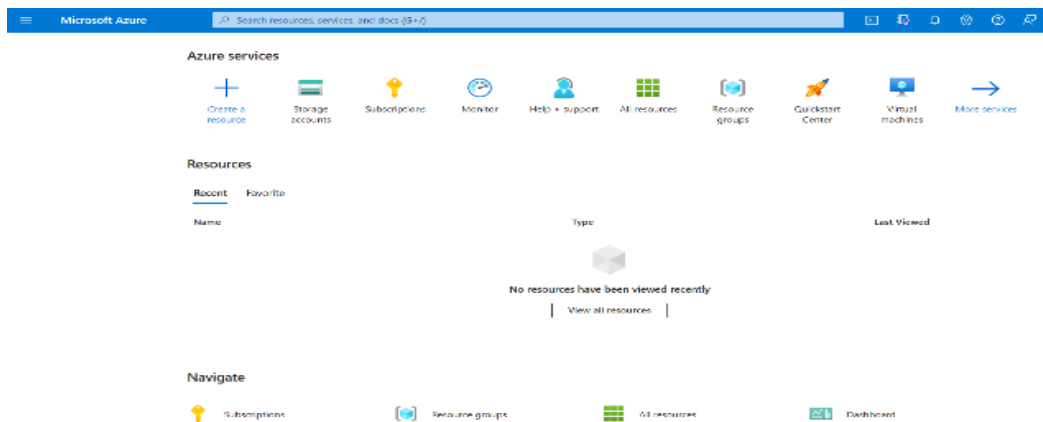 Microsoft Azure
Search resources, services, and docs (G+/)
Azure services
Create a resource
Storage accounts
Subscriptions
Monitor
Help + support
All resources
Resource groups
Quickstart Center
Virtual machines
More services
Resources
Recent Favorite
Name Type Last Viewed
No resources have been viewed recently
View all resources
Navigate
Subscriptions Resource groups All resources Dashboard